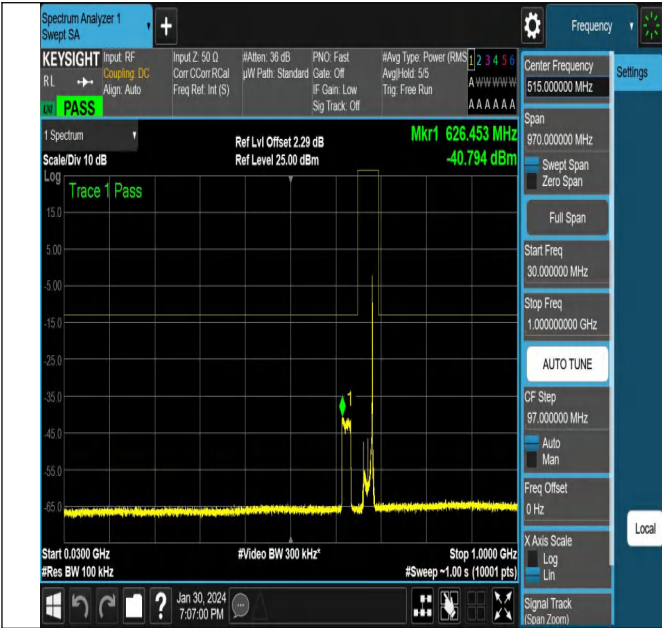 Spectrum Analyzer 1
Swept SA
+
Frequency
KEYSIGHT
RL
Input: RF
Coupling: DC
Align: Auto
Input Z: 50 Ω
Corr CCorr RCal
Freq Ref: Int (S)
#Atten: 36 dB
µW Path: Standard
PNO: Fast
Gate: Off
IF Gain: Low
Sig Track: Off
#Avg Type: Power (RMS
Avg|Hold: 5/5
Trig: Free Run
1 2 3 4 5 6
A W W W W W
A A A A A A
LXI PASS
1 Spectrum
Scale/Div 10 dB
Ref Lvl Offset 2.29 dB
Ref Level 25.00 dBm
Mkr1 626.453 MHz
-40.794 dBm
Log
Trace 1 Pass
15.0
5.00
-5.00
-15.0
-25.0
-35.0
-45.0
-55.0
-65.0
1
Start 0.0300 GHz
#Res BW 100 kHz
#Video BW 300 kHz*
Stop 1.0000 GHz
#Sweep ~1.00 s (10001 pts)
Center Frequency
515.000000 MHz
Settings
Span
970.000000 MHz
Swept Span
Zero Span
Full Span
Start Freq
30.000000 MHz
Stop Freq
1.000000000 GHz
AUTO TUNE
CF Step
97.000000 MHz
Auto
Man
Freq Offset
0 Hz
Local
X Axis Scale
Log
Lin
Signal Track
(Span Zoom)
?
Jan 30, 2024
7:07:00 PM